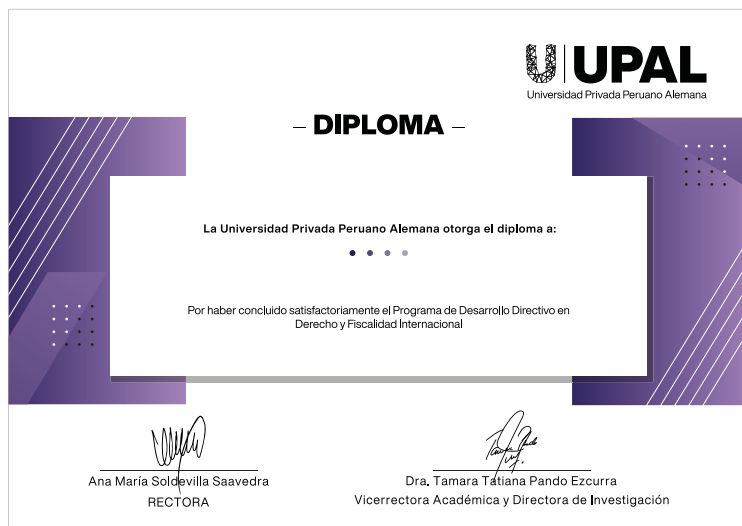 UPAL
Universidad Privada Peruano Alemana
– DIPLOMA –
La Universidad Privada Peruano Alemana otorga el diploma a:
Por haber concluido satisfactoriamente el Programa de Desarrollo Directivo en
Derecho y Fiscalidad Internacional
Ana María Soldevilla Saavedra
RECTORA
Dra. Tamara Tatiana Pando Ezcurra
Vicerrectora Académica y Directora de Investigación